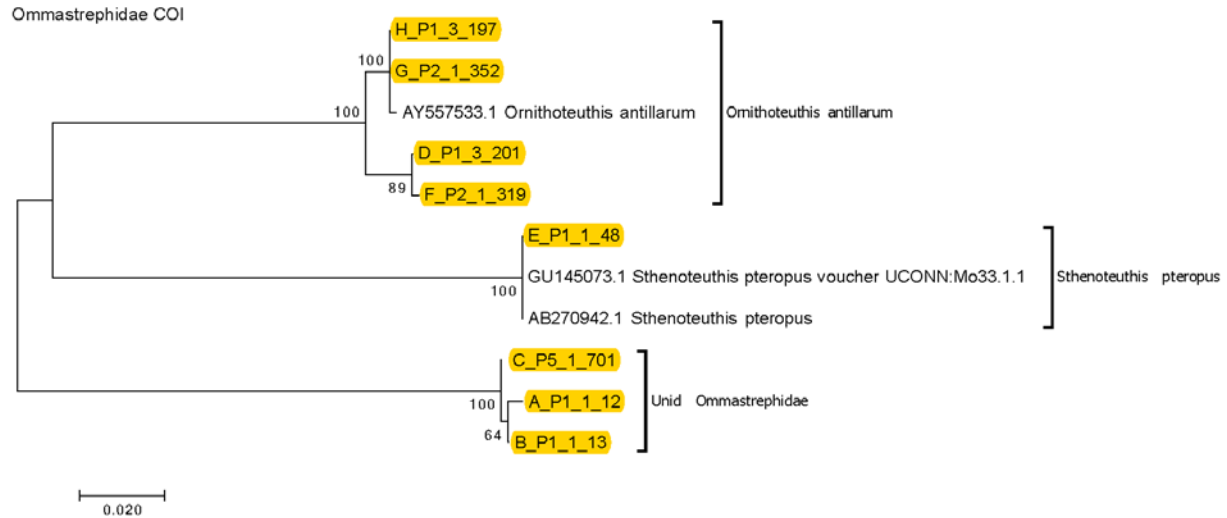 Ommastrephidae COI
H_P1_3_197
100
G_P2_1_352
100
AY557533.1 Ornithoteuthis antillarum
Ornithoteuthis antillarum
D_P1_3_201
89
F_P2_1_319
E_P1_1_48
GU145073.1 Sthenoteuthis pteropus voucher UCONN:Mo33.1.1
Sthenoteuthis pteropus
100
AB270942.1 Sthenoteuthis pteropus
C_P5_1_701
100
A_P1_1_12
Unid Ommastrephidae
64
B_P1_1_13
0.020